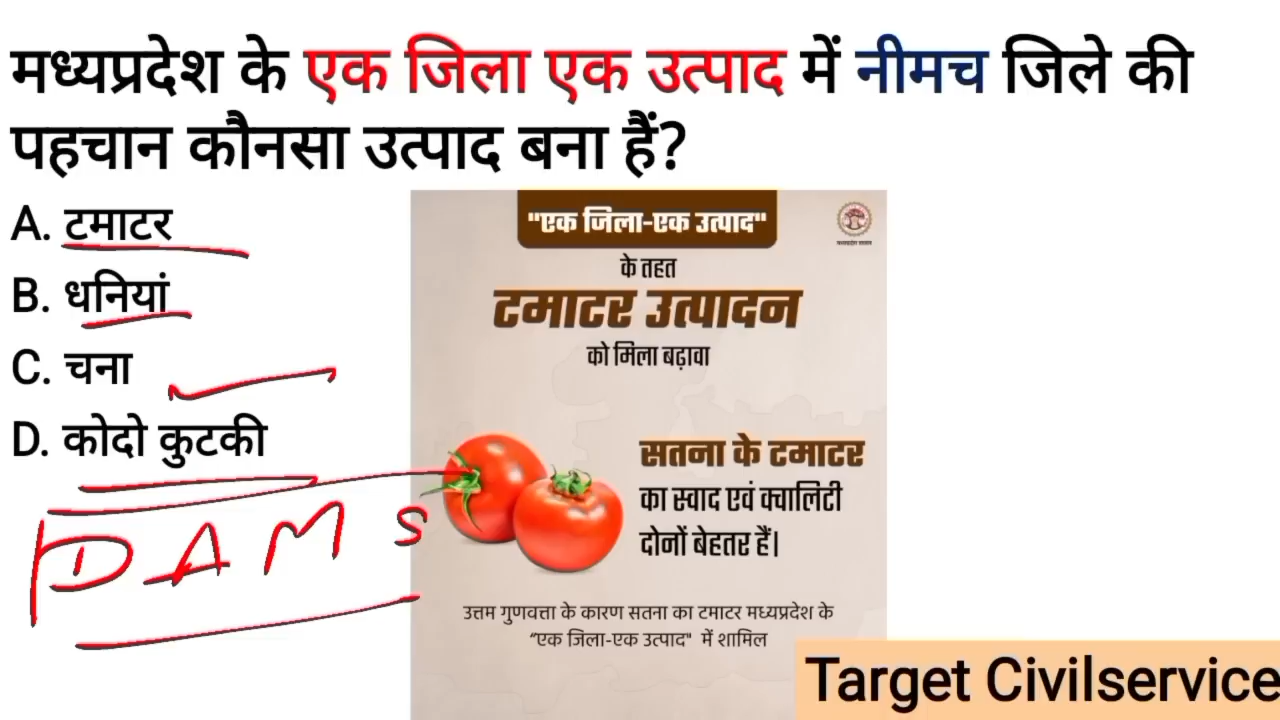 मध्यप्रदेश के एक जिला एक उत्पाद में नीमच जिले की
पहचान कौनसा उत्पाद बना हैं?
A. टमाटर
B. धनियां
C. चना
D. कोदो कुटकी
DAMS
"एक जिला-एक उत्पाद"
के तहत
टमाटर उत्पादन
को मिला बढ़ावा
सतना के टमाटर
का स्वाद एवं क्वालिटी
दोनों बेहतर हैं।
उत्तम गुणवत्ता के कारण सतना का टमाटर मध्यप्रदेश के
"एक जिला-एक उत्पाद" में शामिल
Target Civilservice